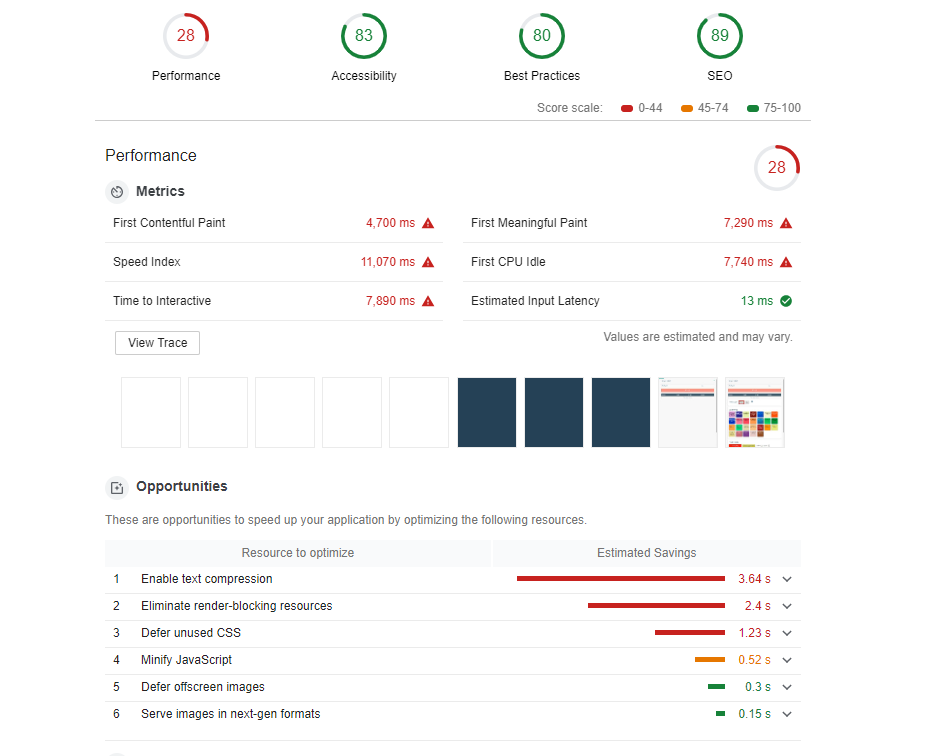 28 83 80 89
Performance Accessibility Best Practices SEO
Score scale: 0-44 45-74 75-100
Performance
28
Metrics
First Contentful Paint 4,700 ms First Meaningful Paint 7,290 ms
Speed Index 11,070 ms First CPU Idle 7,740 ms
Time to Interactive 7,890 ms Estimated Input Latency 13 ms
View Trace Values are estimated and may vary.
Opportunities
These are opportunities to speed up your application by optimizing the following resources.
Resource to optimize Estimated Savings
1 Enable text compression 3.64 s
2 Eliminate render-blocking resources 2.4 s
3 Defer unused CSS 1.23 s
4 Minify JavaScript 0.52 s
5 Defer offscreen images 0.3 s
6 Serve images in next-gen formats 0.15 s